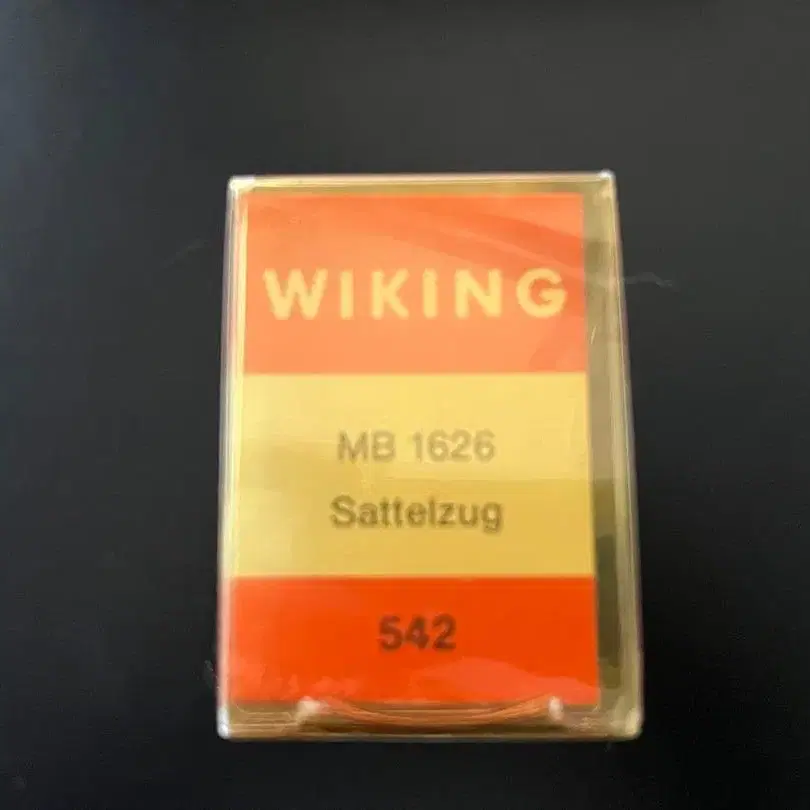 WIKING
MB 1626
Sattelzug
542